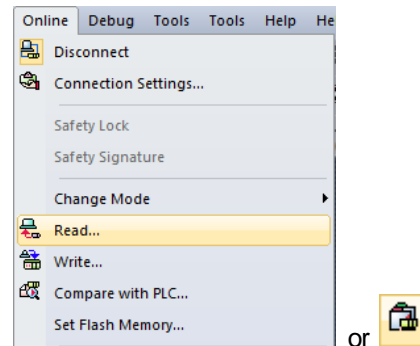 Online Debug Tools Tools Help He
Disconnect
Connection Settings...
Safety Lock
Safety Signature
Change Mode
Read...
Write...
Compare with PLC...
Set Flash Memory...
or